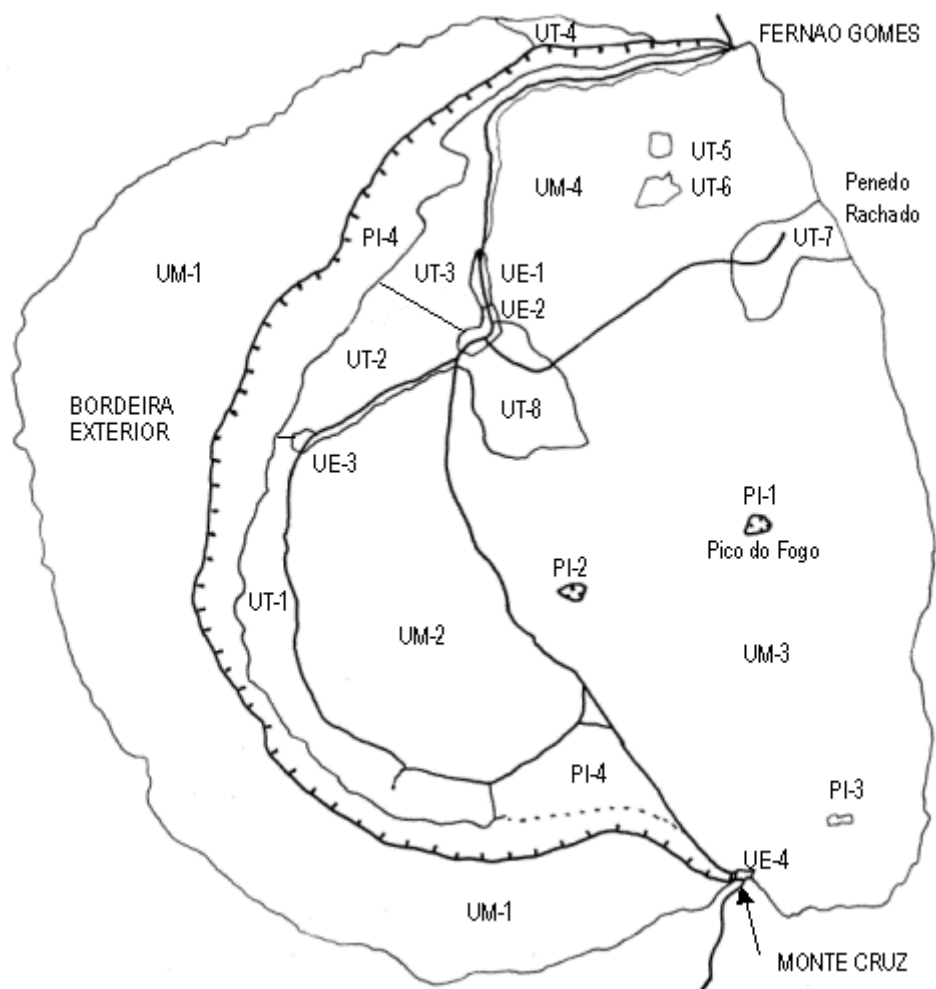 UT-4
FERNAO GOMES
UT-5
UM-4
UT-6
Penedo
Rachado
PI-4
UT-7
UM-1
UT-3
UE-1
UE-2
UT-2
BORDEIRA
EXTERIOR
UT-8
UE-3
PI-1
Pico do Fogo
PI-2
UT-1
UM-2
UM-3
PI-4
PI-3
UE-4
UM-1
MONTE CRUZ